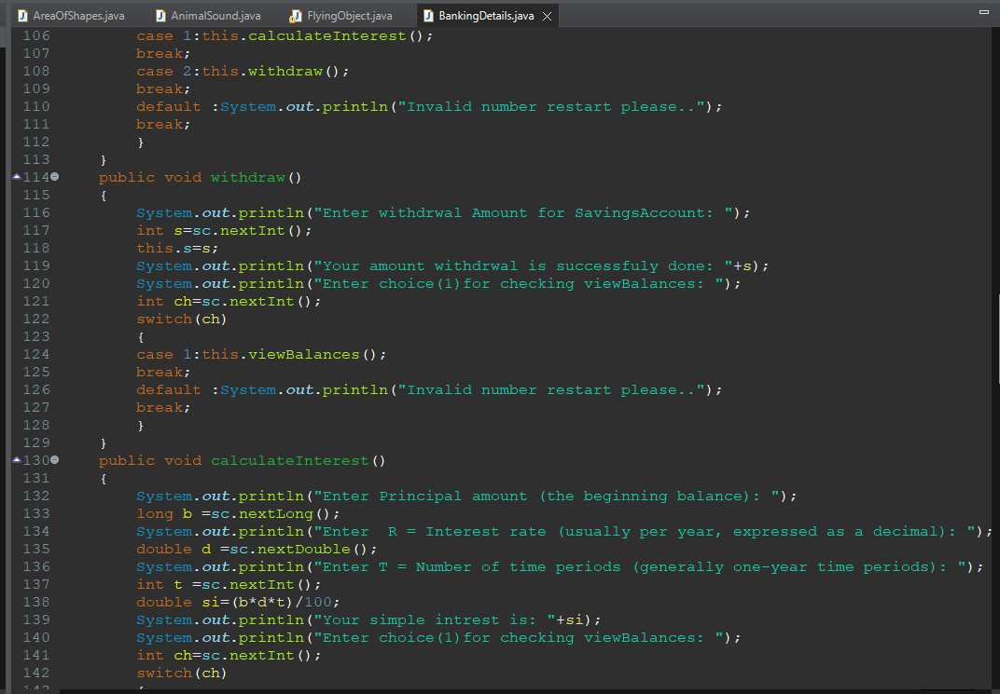 AreaOfShapes.java AnimalSound.java FlyingObject.java BankingDetails.java
106 case 1:this.calculateInterest();
107 break;
108 case 2:this.withdraw();
109 break;
110 default :System.out.println("Invalid number restart please..");
111 break;
112 }
113 }
114 public void withdraw()
115 {
116 System.out.println("Enter withdrwal Amount for SavingsAccount: ");
117 int s=sc.nextInt();
118 this.s=s;
119 System.out.println("Your amount withdrwal is successfuly done: "+s);
120 System.out.println("Enter choice(1)for checking viewBalances: ");
121 int ch=sc.nextInt();
122 switch(ch)
123 {
124 case 1:this.viewBalances();
125 break;
126 default :System.out.println("Invalid number restart please..");
127 break;
128 }
129 }
130 public void calculateInterest()
131 {
132 System.out.println("Enter Principal amount (the beginning balance): ");
133 long b =sc.nextLong();
134 System.out.println("Enter  R = Interest rate (usually per year, expressed as a decimal): ");
135 double d =sc.nextDouble();
136 System.out.println("Enter T = Number of time periods (generally one-year time periods): ");
137 int t =sc.nextInt();
138 double si=(b*d*t)/100;
139 System.out.println("Your simple intrest is: "+si);
140 System.out.println("Enter choice(1)for checking viewBalances: ");
141 int ch=sc.nextInt();
142 switch(ch)